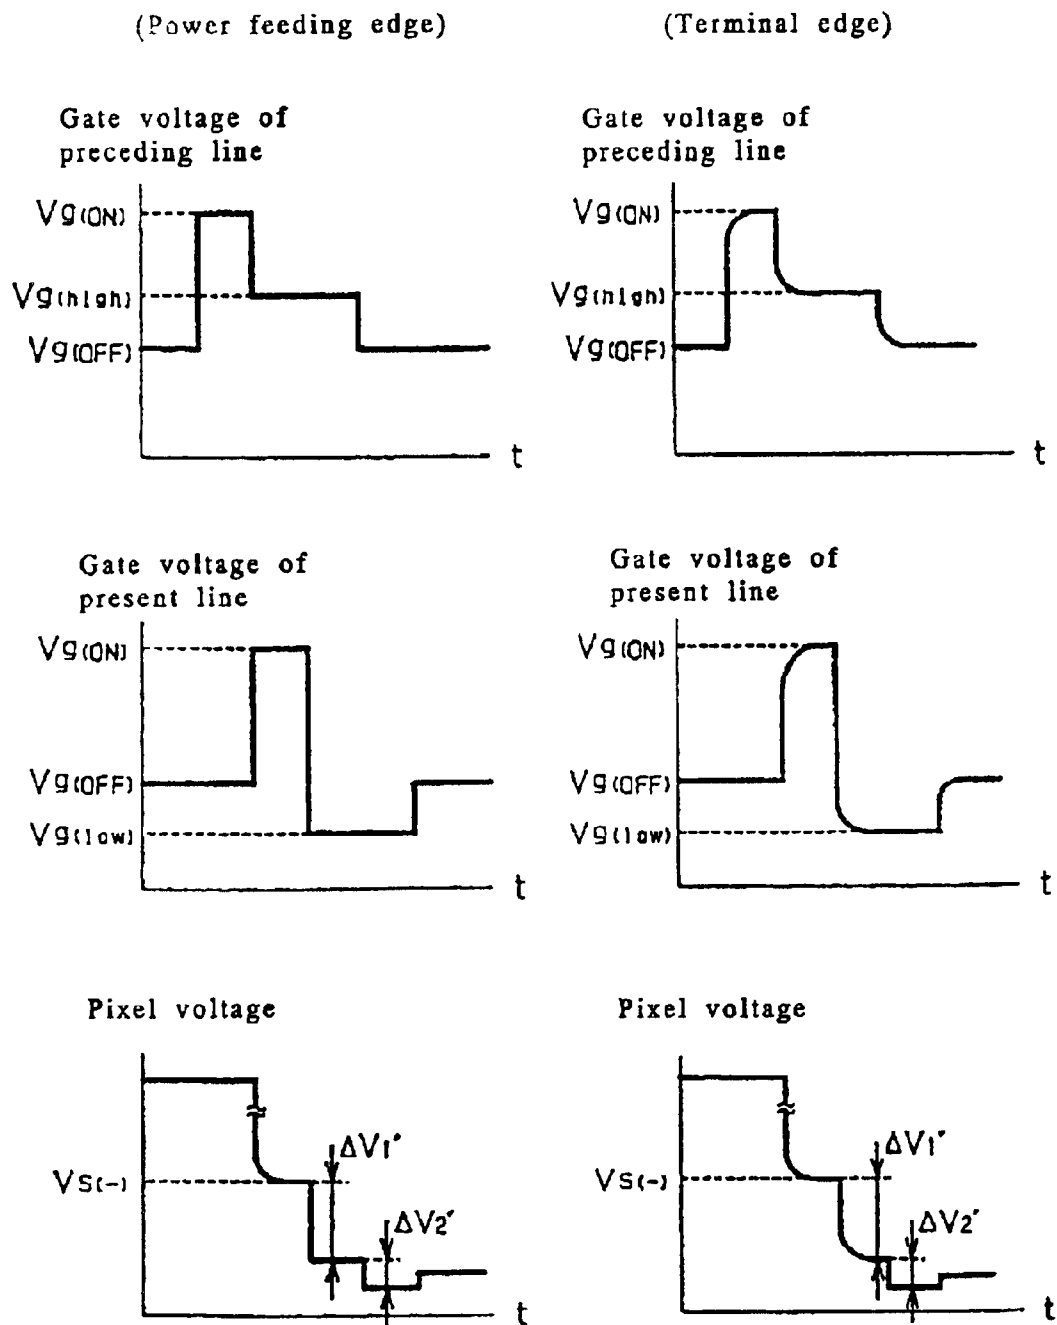 (Power feeding edge)
(Terminal edge)
Gate voltage of
preceding line
Vg(ON)
Vg(high)
Vg(OFF)
t
Gate voltage of
preceding line
Vg(ON)
Vg(high)
Vg(OFF)
t
Gate voltage of
present line
Vg(ON)
Vg(OFF)
Vg(low)
t
Gate voltage of
present line
Vg(ON)
Vg(OFF)
Vg(low)
t
Pixel voltage
VS(-)
ΔV1"
ΔV2"
t
Pixel voltage
VS(-)
ΔV1"
ΔV2"
t